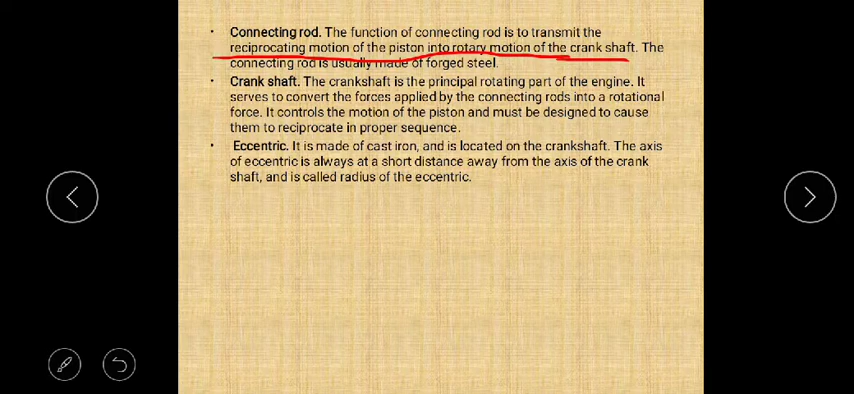 • Connecting rod. The function of connecting rod is to transmit the
reciprocating motion of the piston into rotary motion of the crank shaft. The
connecting rod is usually made of forged steel.
• Crank shaft. The crankshaft is the principal rotating part of the engine. It
serves to convert the forces applied by the connecting rods into a rotational
force. It controls the motion of the piston and must be designed to cause
them to reciprocate in proper sequence.
• Eccentric. It is made of cast iron, and is located on the crankshaft. The axis
of eccentric is always at a short distance away from the axis of the crank
shaft, and is called radius of the eccentric.